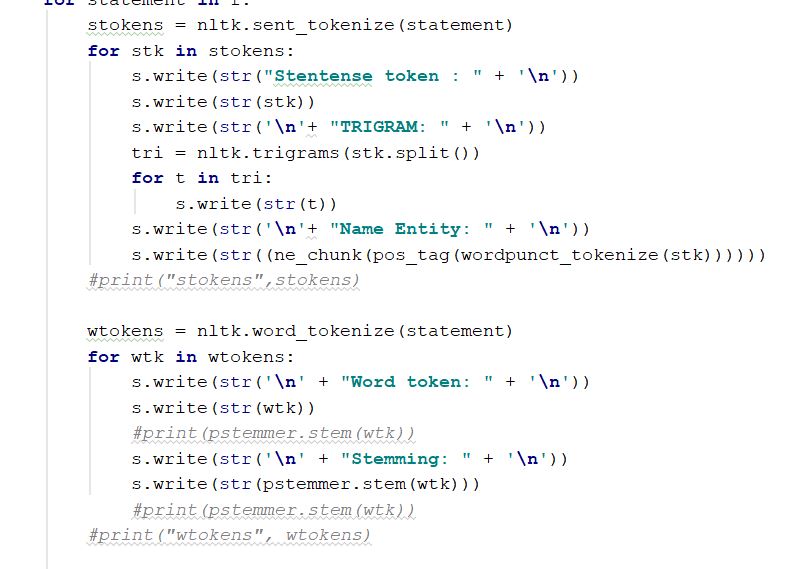 for statement in f:
stokens = nltk.sent_tokenize(statement)
for stk in stokens:
s.write(str("Stentense token : " + '\n'))
s.write(str(stk))
s.write(str('\n'+ "TRIGRAM: " + '\n'))
tri = nltk.trigrams(stk.split())
for t in tri:
s.write(str(t))
s.write(str('\n'+ "Name Entity: " + '\n'))
s.write(str((ne_chunk(pos_tag(wordpunct_tokenize(stk))))))
#print("stokens",stokens)
wtokens = nltk.word_tokenize(statement)
for wtk in wtokens:
s.write(str('\n' + "Word token: " + '\n'))
s.write(str(wtk))
#print(pstemmer.stem(wtk))
s.write(str('\n' + "Stemming: " + '\n'))
s.write(str(pstemmer.stem(wtk)))
#print(pstemmer.stem(wtk))
#print("wtokens", wtokens)